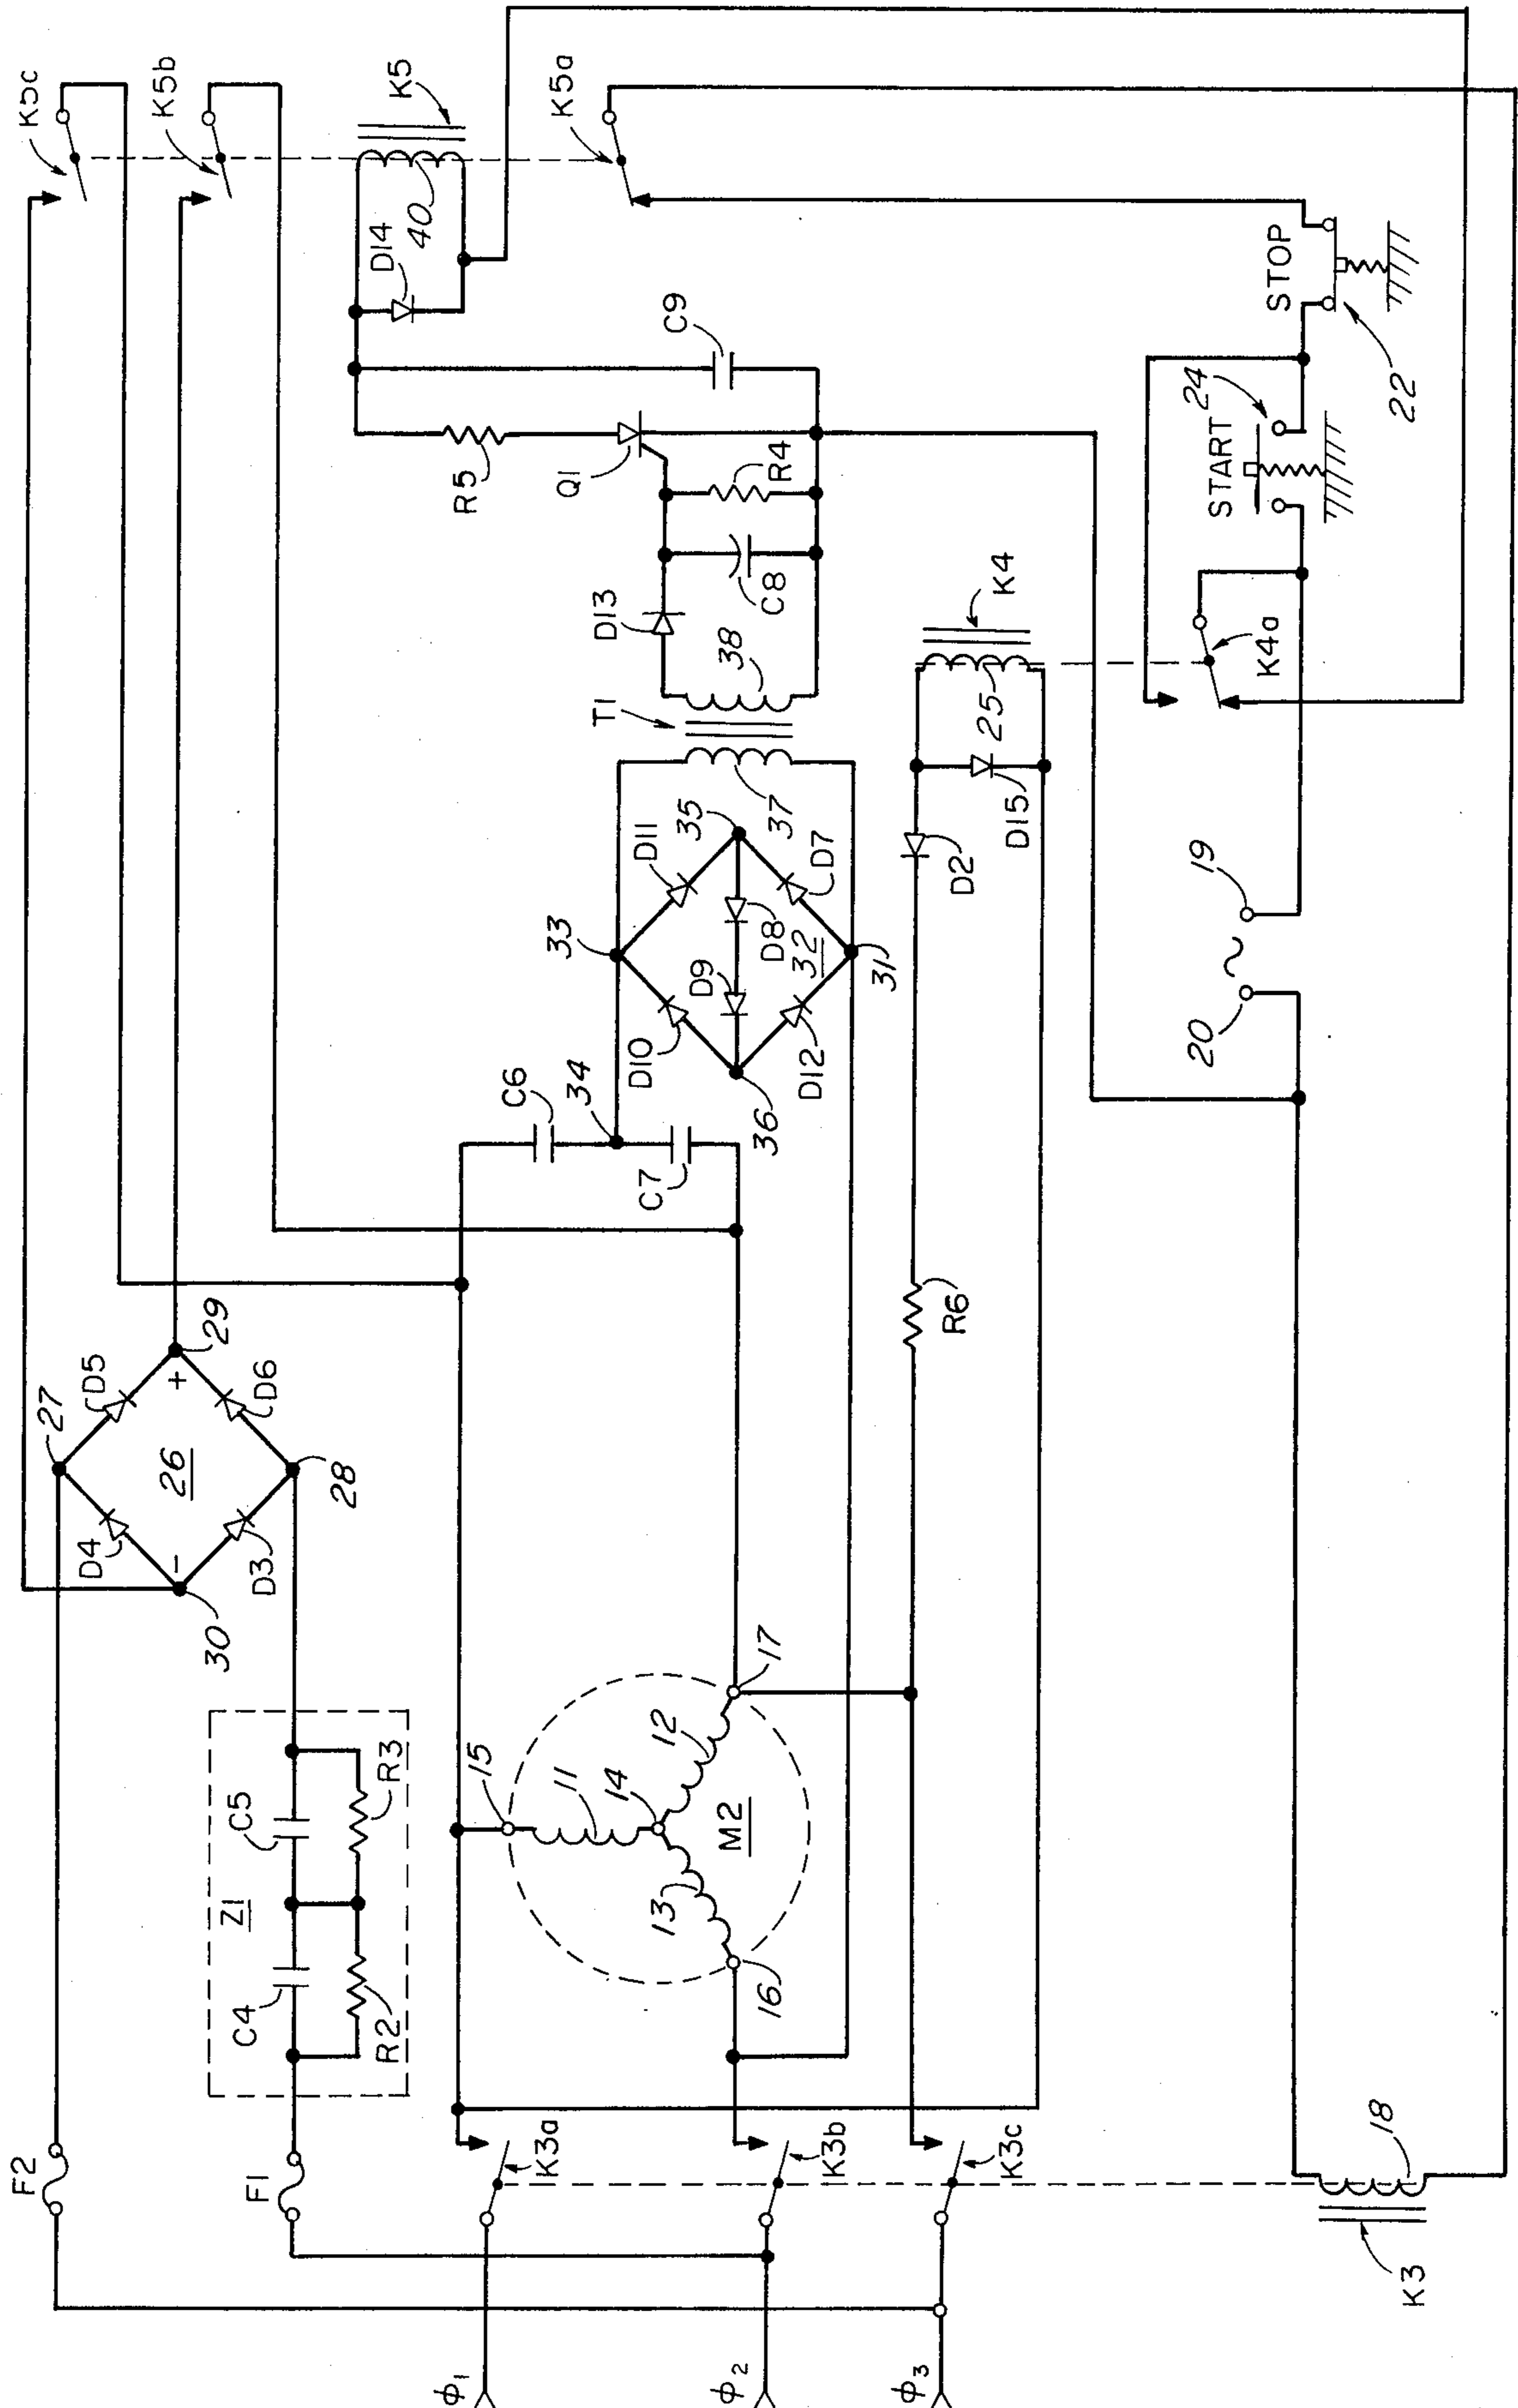 K5c
K5b
K5
K5a
40
D14
C9
STOP
22
START
24
R5
Q1
R4
C8
D13
38
T1
K4
K4a
25
D15
D2
37
35
D11
D7
D8
33
32
31
D9
D10
D12
36
34
C6
C7
R6
19
~
20
29
+
D5
D6
27
26
28
D4
D3
−
30
17
12
15
11
14
M2
13
16
C5
R3
Z1
C4
R2
F2
F1
K3a
K3b
K3c
18
K3
φ1
φ2
φ3